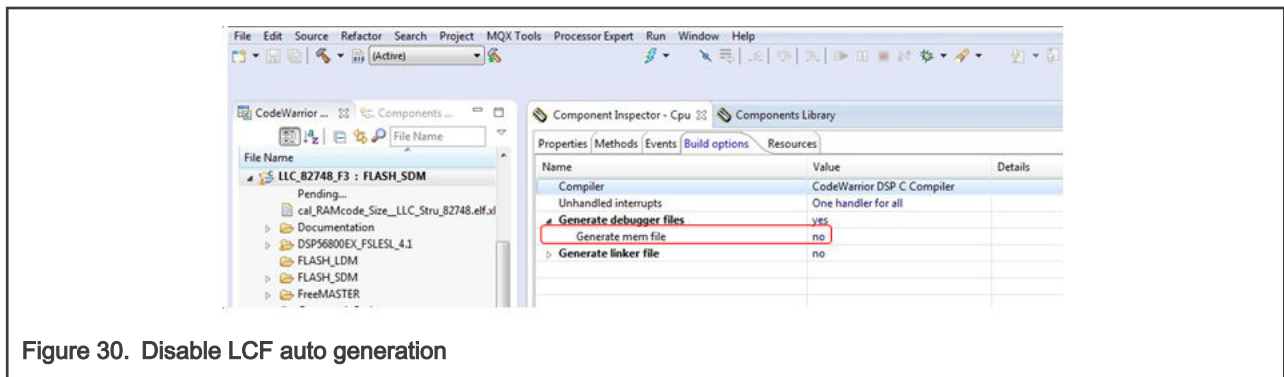 File Edit Source Refactor Search Project MQX Tools Processor Expert Run Window Help
(Active)
CodeWarrior ... Components ...
File Name
File Name
LLC_82748_F3 : FLASH_SDM
Pending...
cal_RAMcode_Size__LLC_Stru_82748.elf.xl
Documentation
DSP56800EX_FSLESL_4.1
FLASH_LDM
FLASH_SDM
FreeMASTER
Component Inspector - Cpu Components Library
Properties Methods Events Build options Resources
Name Value Details
Compiler CodeWarrior DSP C Compiler
Unhandled interrupts One handler for all
Generate debugger files yes
Generate mem file no
Generate linker file no
Figure 30. Disable LCF auto generation